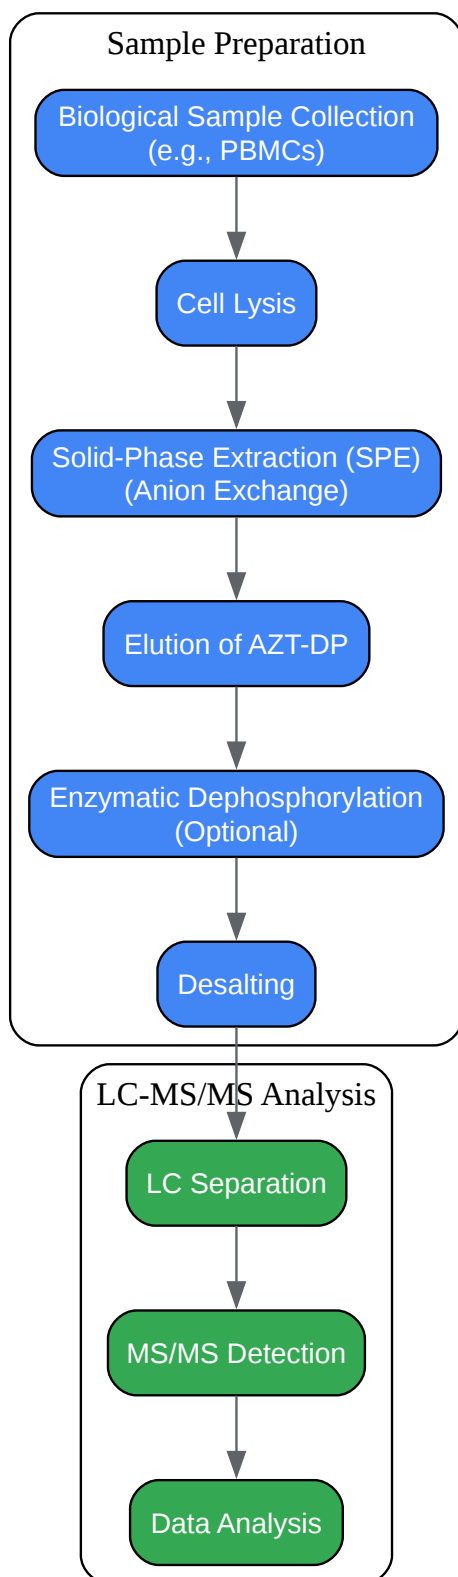 Sample Preparation
Biological Sample Collection
(e.g., PBMCs)
Cell Lysis
Solid-Phase Extraction (SPE)
(Anion Exchange)
Elution of AZT-DP
Enzymatic Dephosphorylation
(Optional)
Desalting
LC-MS/MS Analysis
LC Separation
MS/MS Detection
Data Analysis